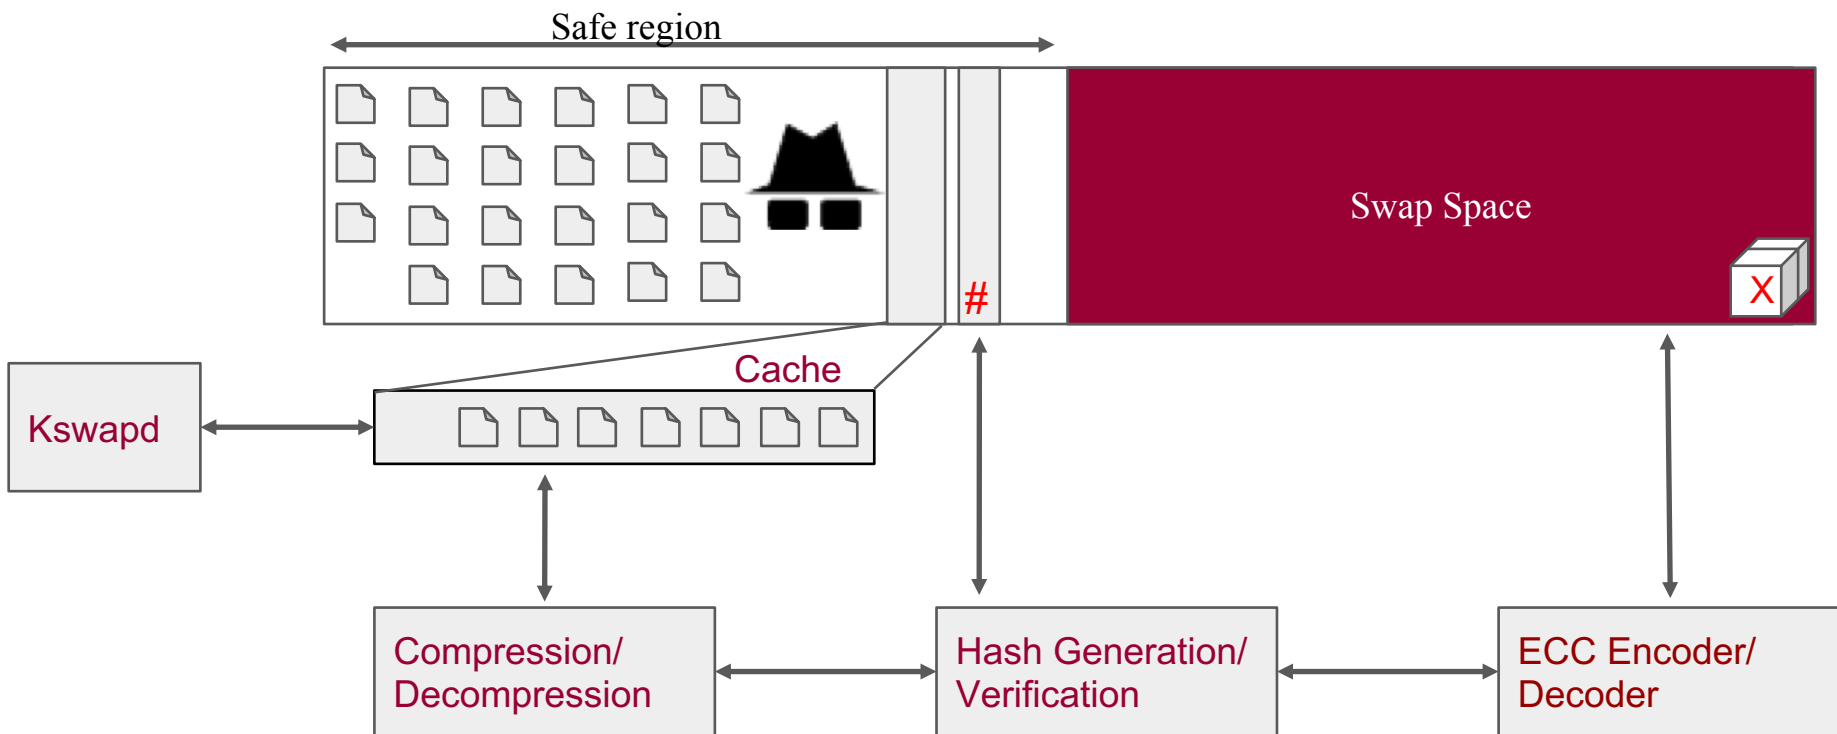 Safe region
Swap Space
#
X
Cache
Kswapd
Compression/
Decompression
Hash Generation/
Verification
ECC Encoder/
Decoder